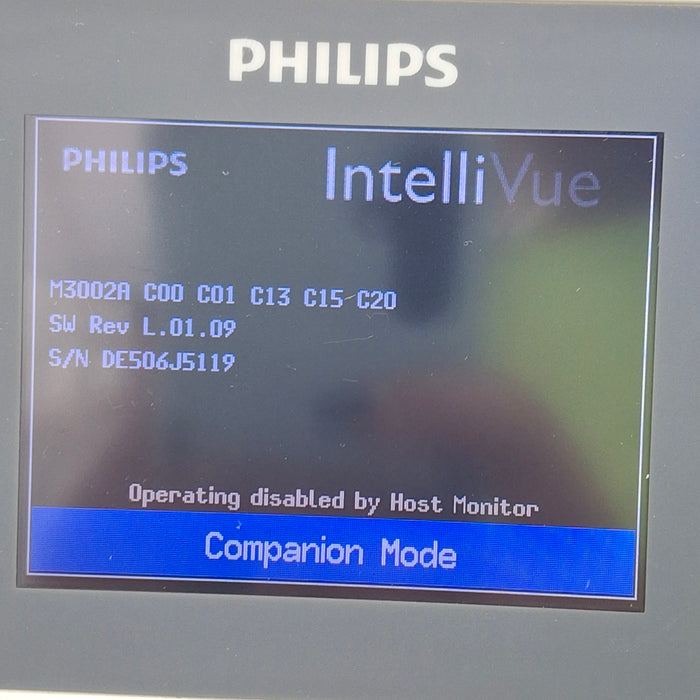 PHILIPS
PHILIPS IntelliVue
M3002A C00 C01 C13 C15 C20
SW Rev L.01.09
S/N DE506J5119
Operating disabled by Host Monitor
Companion Mode